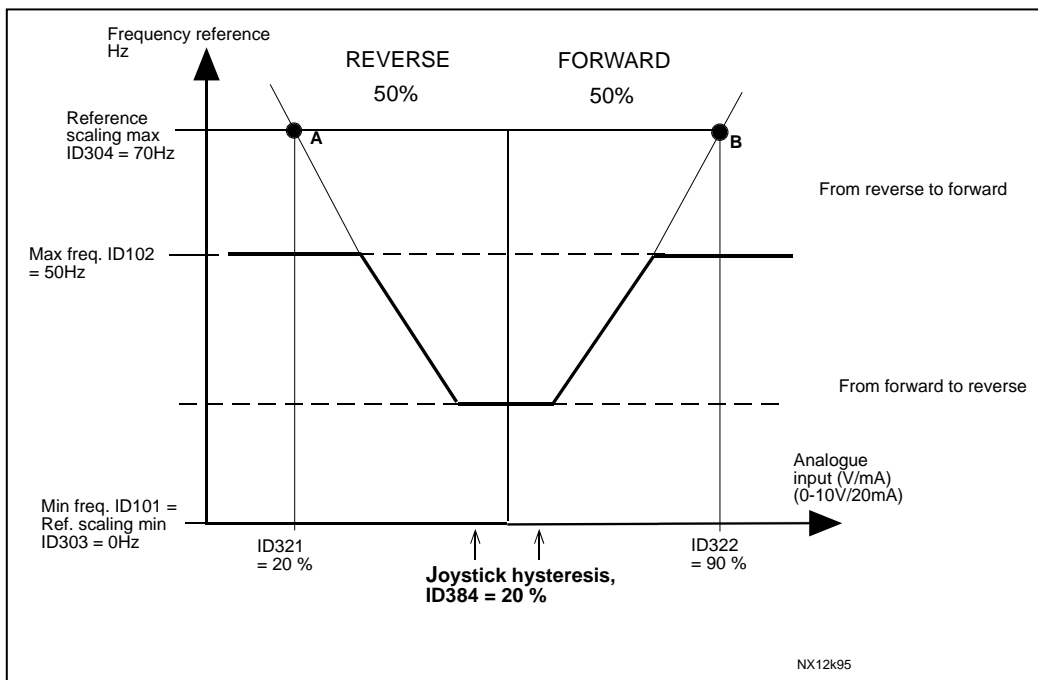 Frequency reference
Hz
REVERSE
50%
FORWARD
50%
Reference
scaling max
ID304 = 70Hz
A
B
From reverse to forward
Max freq. ID102
= 50Hz
From forward to reverse
Analogue
input (V/mA)
(0-10V/20mA)
Min freq. ID101 =
Ref. scaling min
ID303 = 0Hz
ID321
= 20 %
ID322
= 90 %
Joystick hysteresis,
ID384 = 20 %
NX12k95